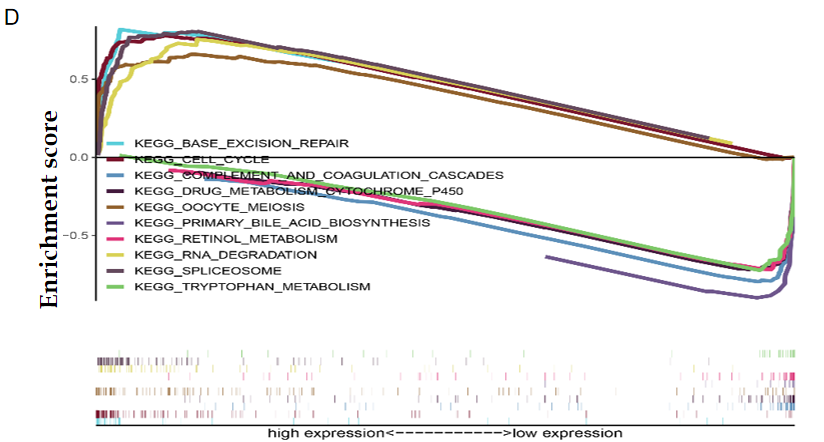 D
Enrichment score
0.5
0.0
−0.5
KEGG_BASE_EXCISION_REPAIR
KEGG_CELL_CYCLE
KEGG_COMPLEMENT_AND_COAGULATION_CASCADES
KEGG_DRUG_METABOLISM_CYTOCHROME_P450
KEGG_OOCYTE_MEIOSIS
KEGG_PRIMARY_BILE_ACID_BIOSYNTHESIS
KEGG_RETINOL_METABOLISM
KEGG_RNA_DEGRADATION
KEGG_SPLICEOSOME
KEGG_TRYPTOPHAN_METABOLISM
high expression<----------->low expression